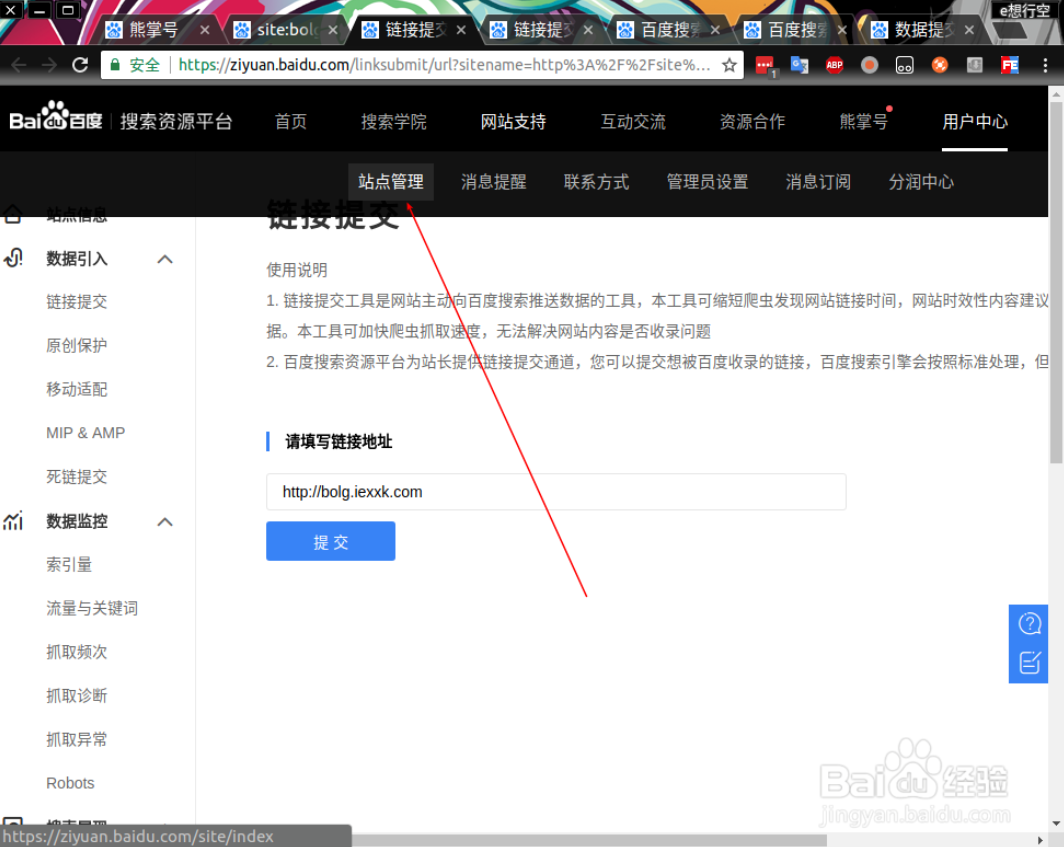 e想行空
熊掌号
site:bolg
链接提交
链接提交
百度搜索
百度搜索
数据提交
安全 https://ziyuan.baidu.com/linksubmit/url?sitename=http%3A%2F%2Fsite%...
1
ABP
FE
Bai du 百度 搜索资源平台 首页 搜索学院 网站支持 互动交流 资源合作 熊掌号 用户中心
站点管理 消息提醒 联系方式 管理员设置 消息订阅 分润中心
站点信息
链接提交
数据引入
链接提交
原创保护
移动适配
MIP & AMP
死链提交
数据监控
索引量
流量与关键词
抓取频次
抓取诊断
抓取异常
Robots
使用说明
1. 链接提交工具是网站主动向百度搜索推送数据的工具，本工具可缩短爬虫发现网站链接时间，网站时效性内容建议
据。本工具可加快爬虫抓取速度，无法解决网站内容是否收录问题
2. 百度搜索资源平台为站长提供链接提交通道，您可以提交想被百度收录的链接，百度搜索引擎会按照标准处理，但
请填写链接地址
http://bolg.iexxk.com
提 交
Bai du 经验
jingyan.baidu.com
https://ziyuan.baidu.com/site/index